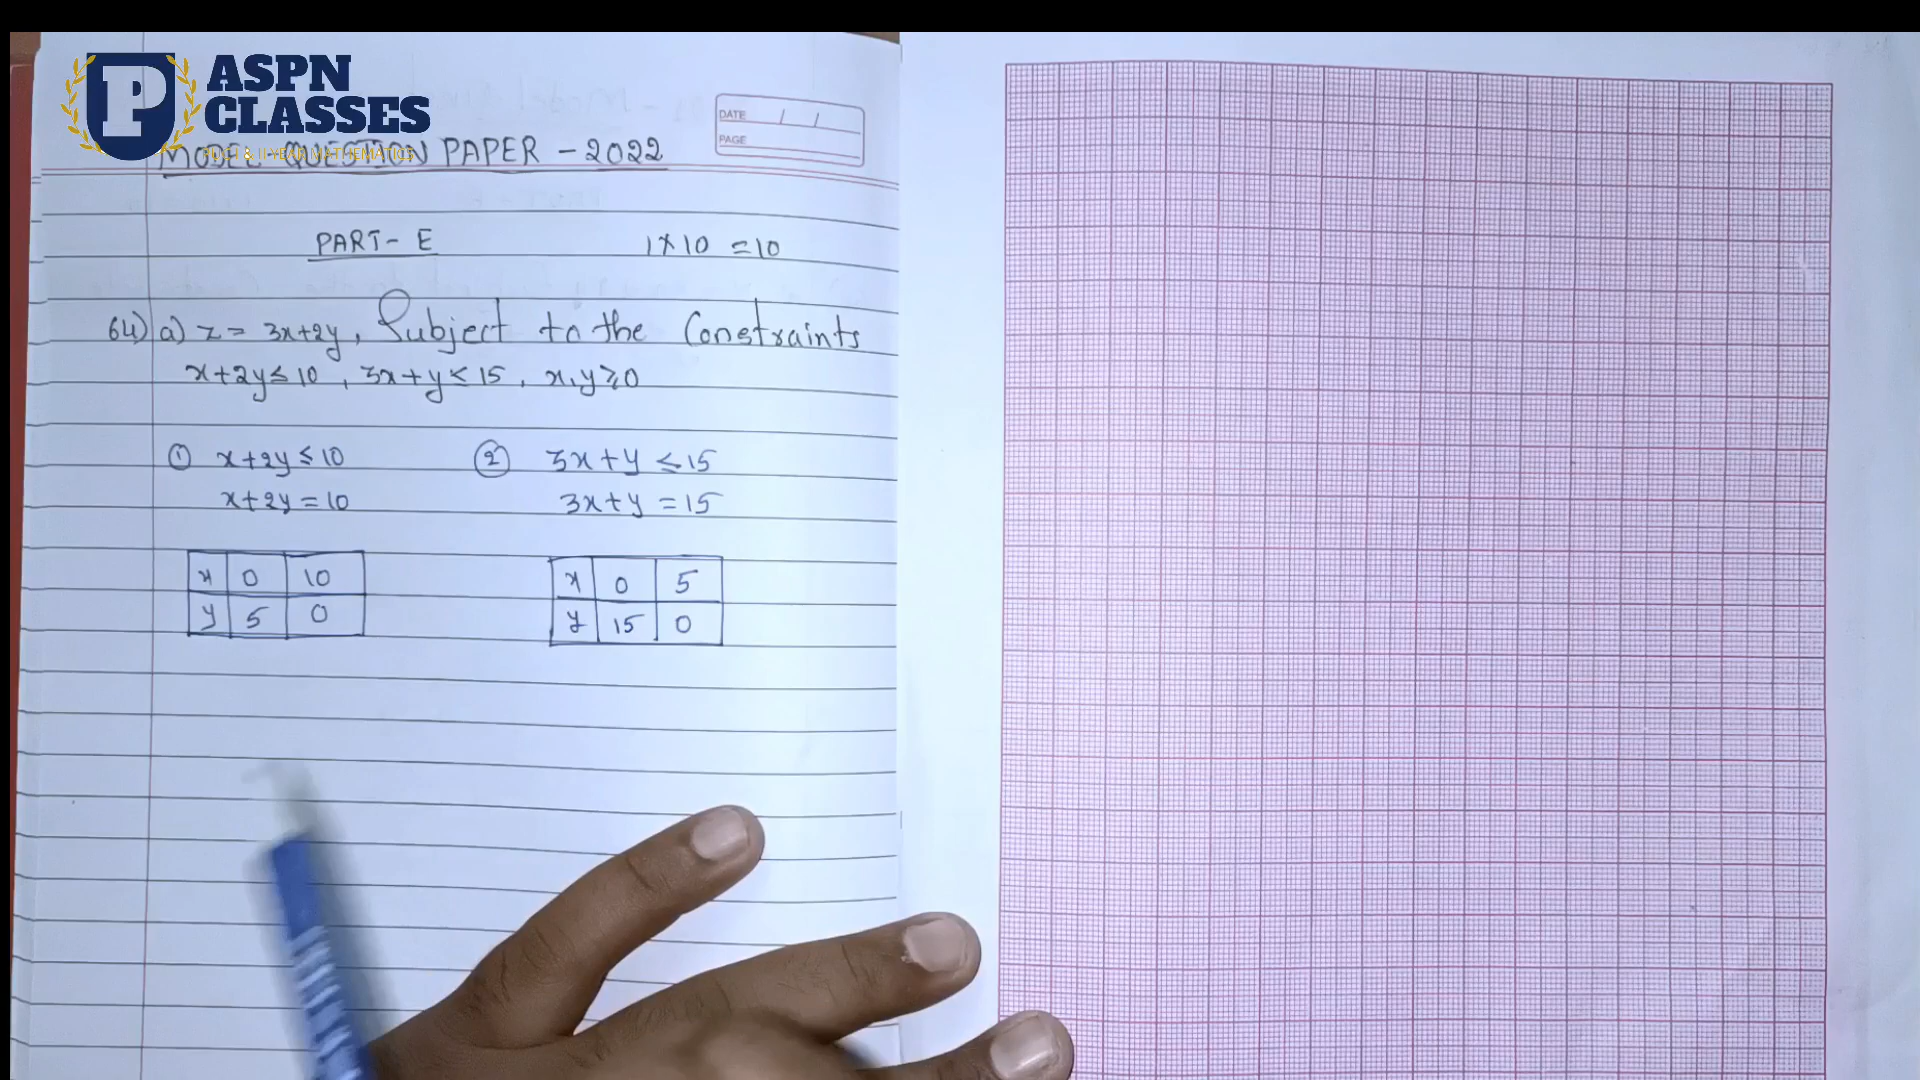 ASPN
CLASSES
PUC I & II YEAR MATHEMATICS
MODEL QUESTION PAPER - 2022
DATE / /
PAGE
PART- E 1×10 = 10
64) a) z = 3x+2y, Subject to the Constraints
x+2y≤10, 3x+y<15, x,y≥0
① x+2y≤10 ② 3x+y ≤15
x+2y=10 3x+y =15
x 0 10 x 0 5
y 5 0 y 15 0